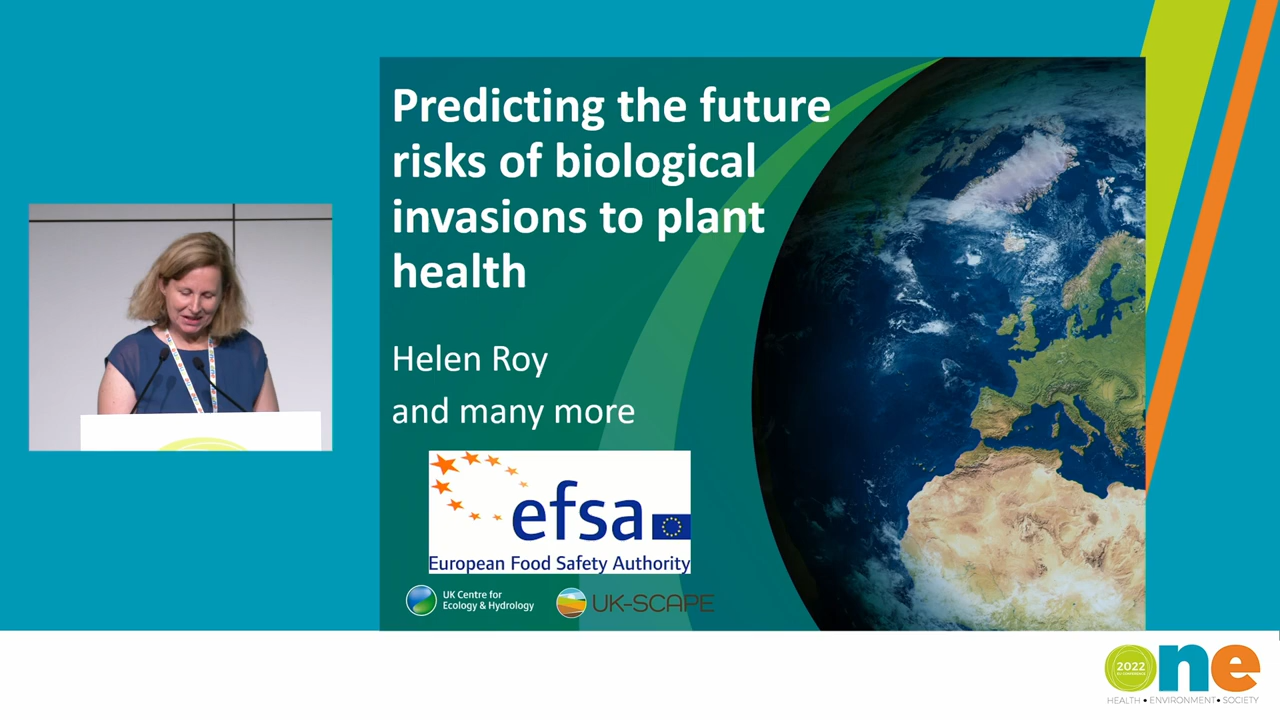 Predicting the future
risks of biological
invasions to plant
health
Helen Roy
and many more
efsa
European Food Safety Authority
UK Centre for
Ecology & Hydrology
UK-SCAPE
2022
one
HEALTH • ENVIRONMENT • SOCIETY